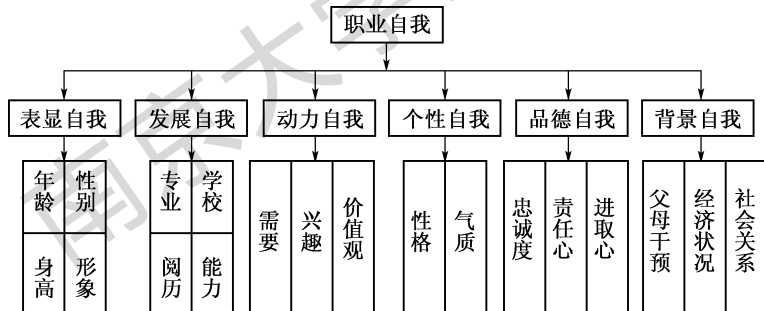 职业自我
表显自我
发展自我
动力自我
个性自我
品德自我
背景自我
年龄
性别
身高
形象
专业
学校
阅历
能力
需要
兴趣
价值观
性格
气质
忠诚度
责任心
进取心
父母干预
经济状况
社会关系
南京大学